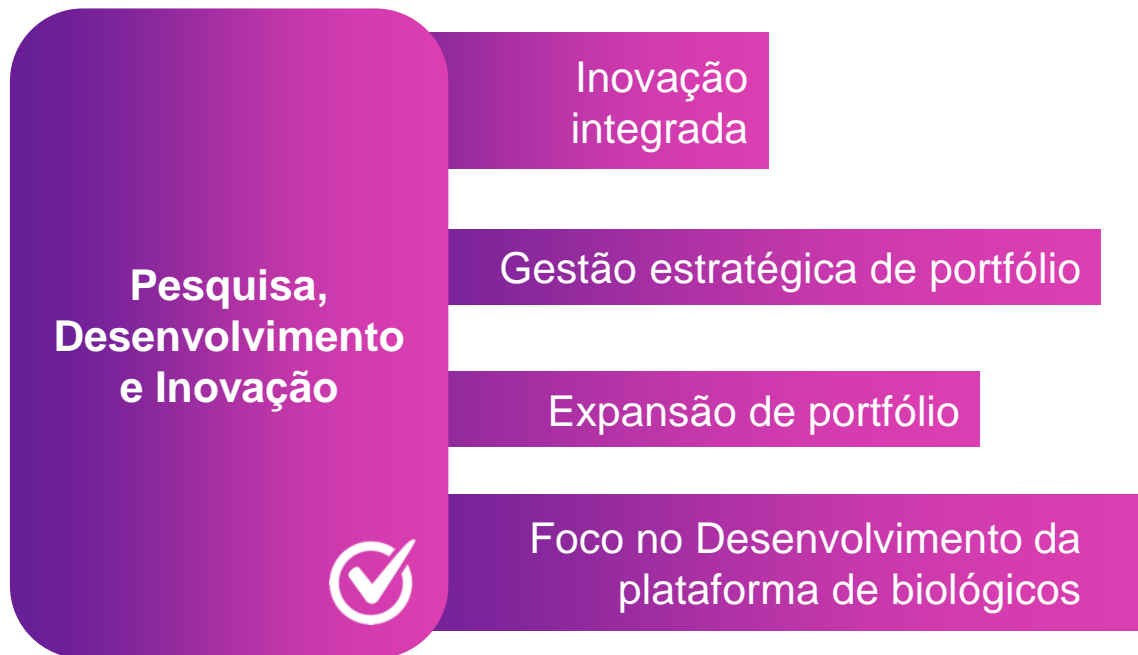 Pesquisa,
Desenvolvimento
e Inovação
Inovação
integrada
Gestão estratégica de portfólio
Expansão de portfólio
Foco no Desenvolvimento da
plataforma de biológicos